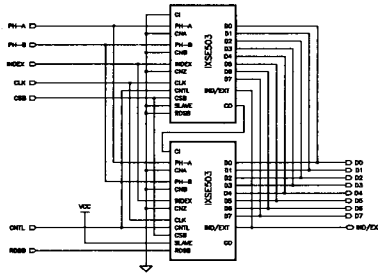 CI
PH-A PH-A D0
CNA D1
PH-B PH-B D2
CNB D3
INDEX INDEX D4
CNZ D5
D6
CLK CLK D7
CNTL IND/EXT
CSB CSB
SLAVE CO
RDSB
IXSE503
CI
PH-A D0 D0
CNA D1 D1
PH-B D2 D2
CNB D3 D3
INDEX D4 D4
CNZ D5 D5
D6 D6
CLK D7 D7
CNTL CNTL IND/EXT IND/EX
CSB
VCC
SLAVE CO
RDSB RDSB
IXSE503